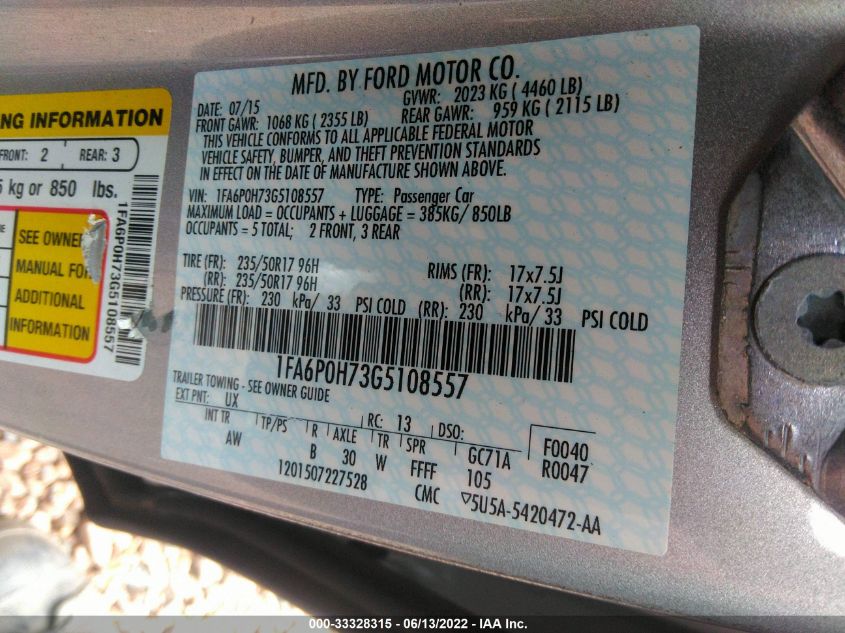 NG INFORMATION
FRONT: 2 REAR: 3
5 kg or 850 lbs.
SEE OWNER
MANUAL FOR
ADDITIONAL
INFORMATION
1FA6P0H73G5108557
MFD. BY FORD MOTOR CO.
DATE: 07/15 GVWR: 2023 KG ( 4460 LB)
FRONT GAWR: 1068 KG ( 2355 LB) REAR GAWR: 959 KG ( 2115 LB)
THIS VEHICLE CONFORMS TO ALL APPLICABLE FEDERAL MOTOR
VEHICLE SAFETY, BUMPER, AND THEFT PREVENTION STANDARDS
IN EFFECT ON THE DATE OF MANUFACTURE SHOWN ABOVE.
VIN: 1FA6P0H73G5108557 TYPE: Passenger Car
MAXIMUM LOAD = OCCUPANTS + LUGGAGE = 385KG/ 850LB
OCCUPANTS = 5 TOTAL; 2 FRONT, 3 REAR
TIRE (FR): 235/50R17 96H RIMS (FR): 17x7.5J
(RR): 235/50R17 96H (RR): 17x7.5J
PRESSURE (FR): 230 kPa/ 33 PSI COLD (RR): 230 kPa/ 33 PSI COLD
1FA6P0H73G5108557
TRAILER TOWING - SEE OWNER GUIDE
EXT PNT: UX RC: 13 DSO:
INT TR TP/PS R AXLE TR SPR GC71A F0040
AW B 30 W FFFF 105 R0047
1201507227528 CMC ▽5U5A-5420472-AA
000-33328315 - 06/13/2022 - IAA Inc.